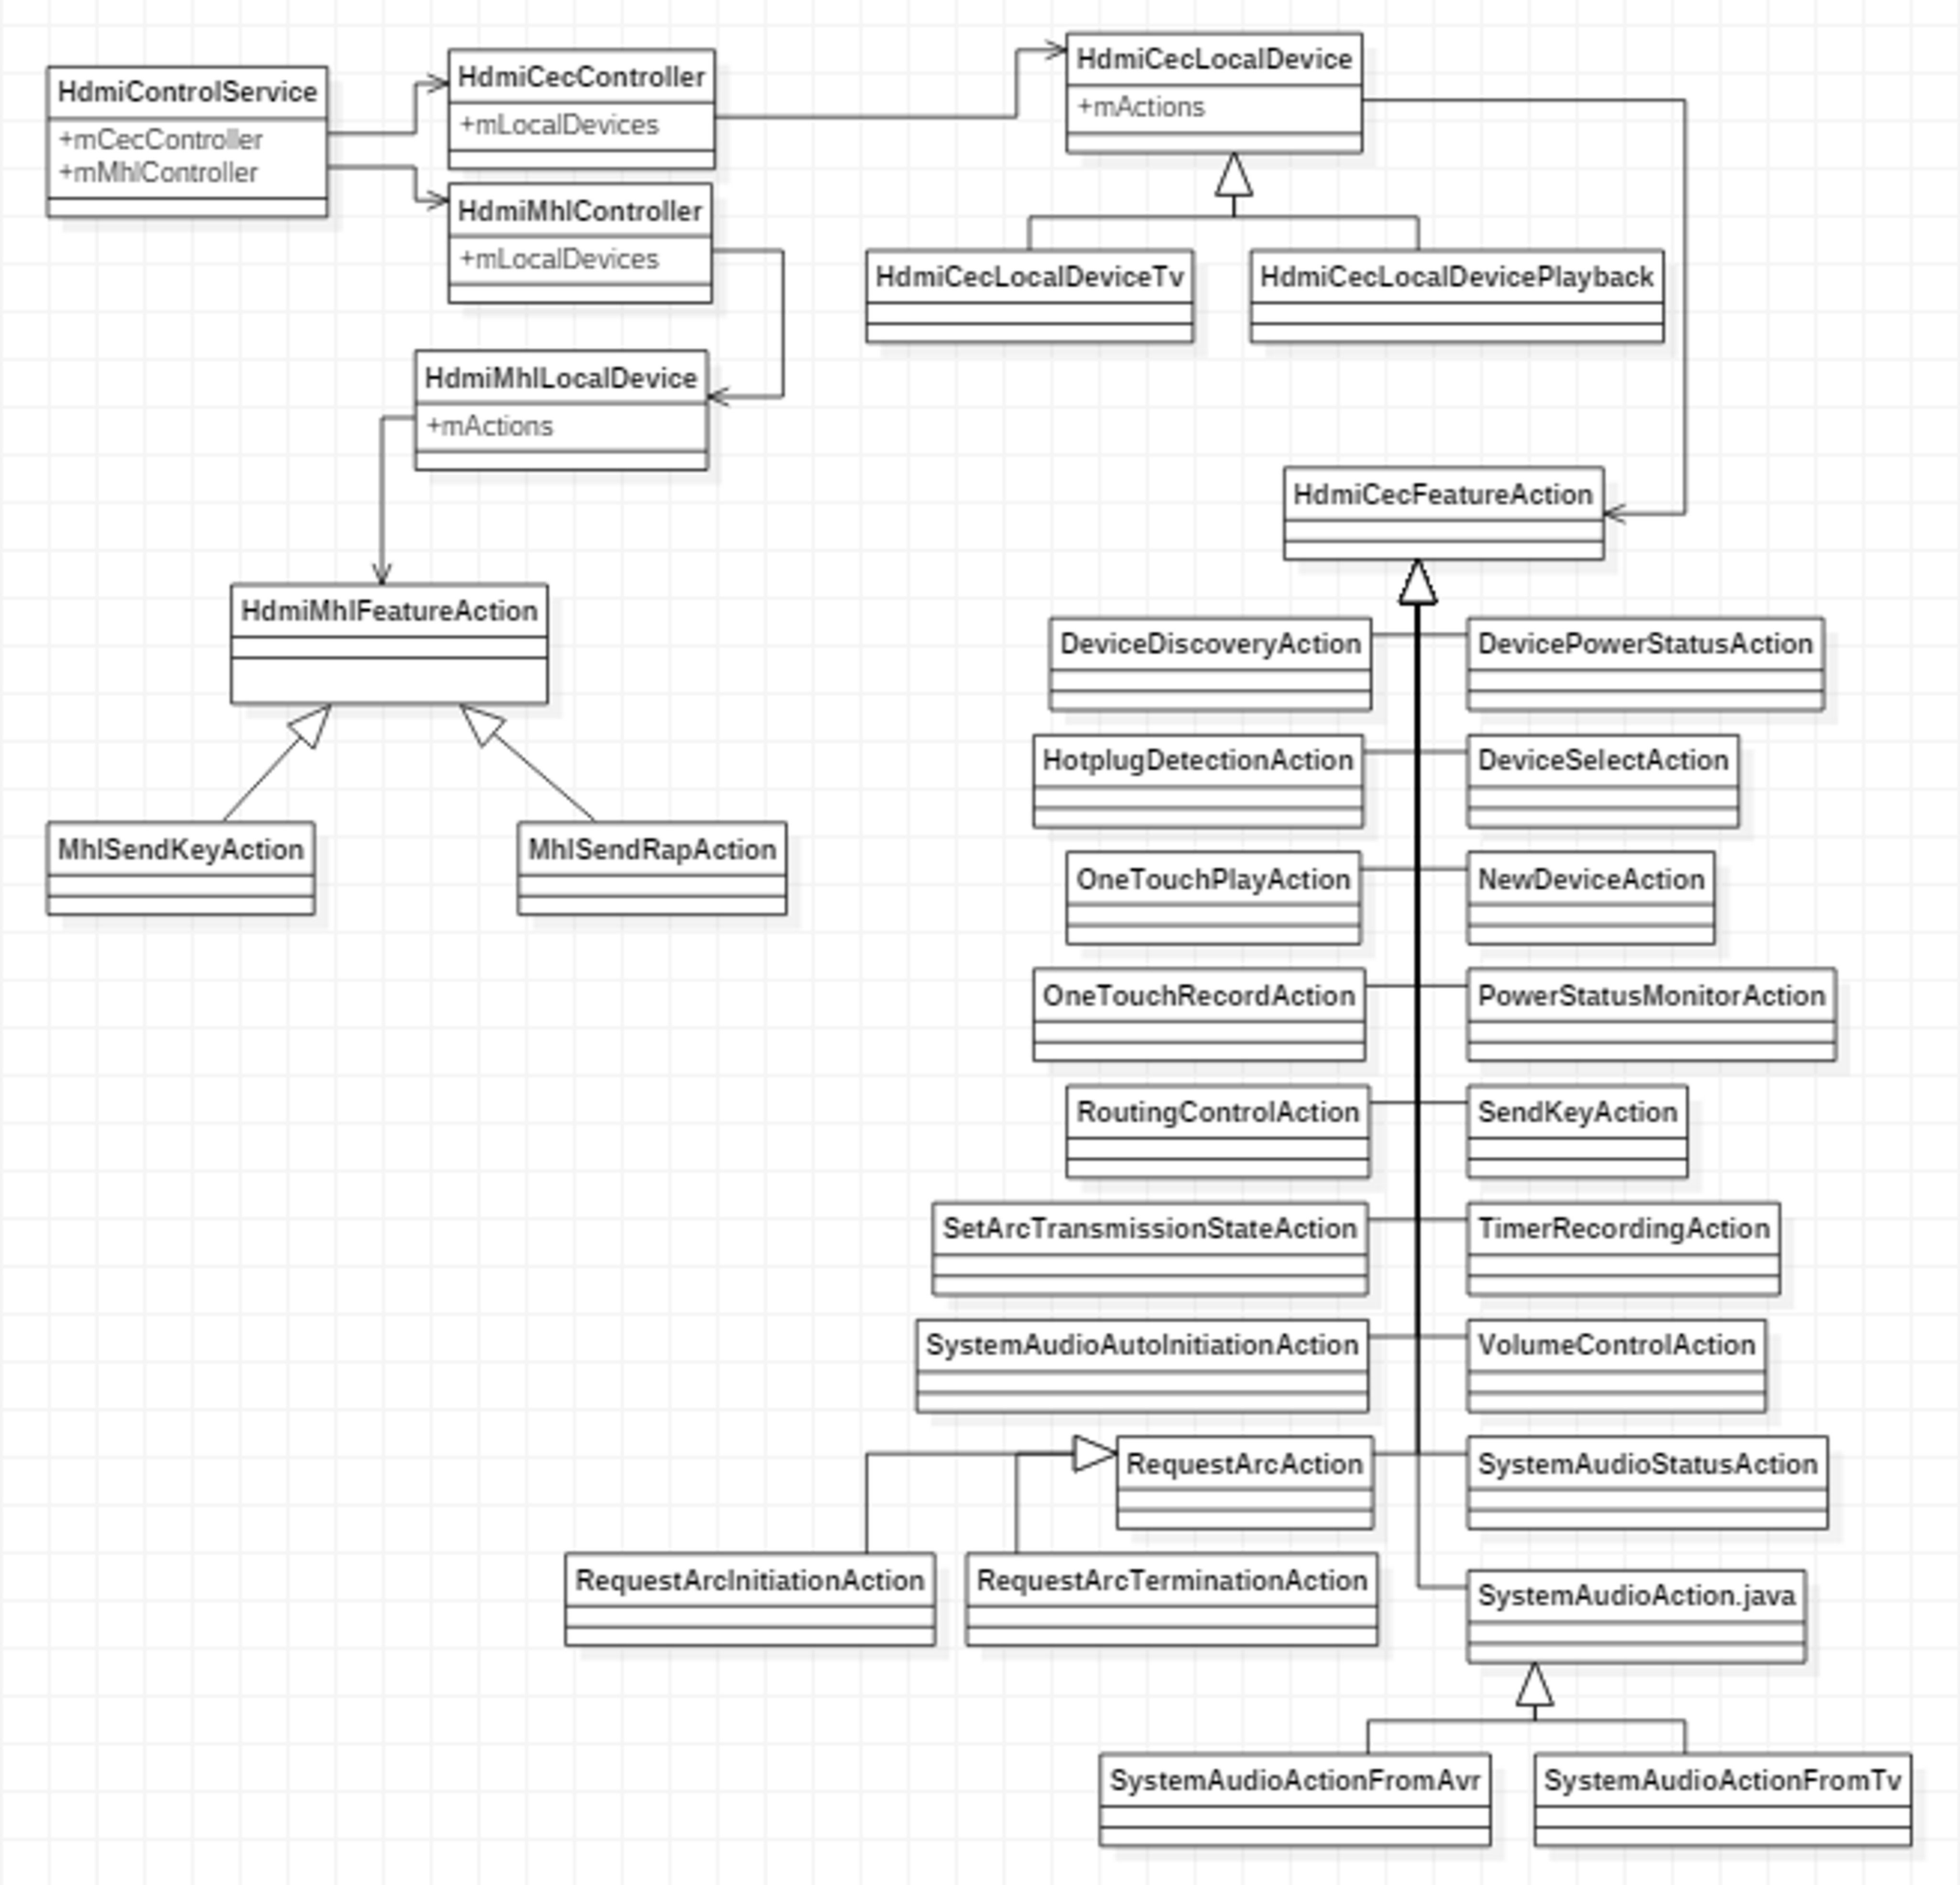 HdmiControlService
+mCecController
+mMhlController
HdmiCecController
+mLocalDevices
HdmiMhlController
+mLocalDevices
HdmiCecLocalDevice
+mActions
HdmiCecLocalDeviceTv
HdmiCecLocalDevicePlayback
HdmiMhlLocalDevice
+mActions
HdmiCecFeatureAction
HdmiMhlFeatureAction
MhlSendKeyAction
MhlSendRapAction
DeviceDiscoveryAction
DevicePowerStatusAction
HotplugDetectionAction
DeviceSelectAction
OneTouchPlayAction
NewDeviceAction
OneTouchRecordAction
PowerStatusMonitorAction
RoutingControlAction
SendKeyAction
SetArcTransmissionStateAction
TimerRecordingAction
SystemAudioAutoInitiationAction
VolumeControlAction
RequestArcAction
SystemAudioStatusAction
RequestArcInitiationAction
RequestArcTerminationAction
SystemAudioAction.java
SystemAudioActionFromAvr
SystemAudioActionFromTv